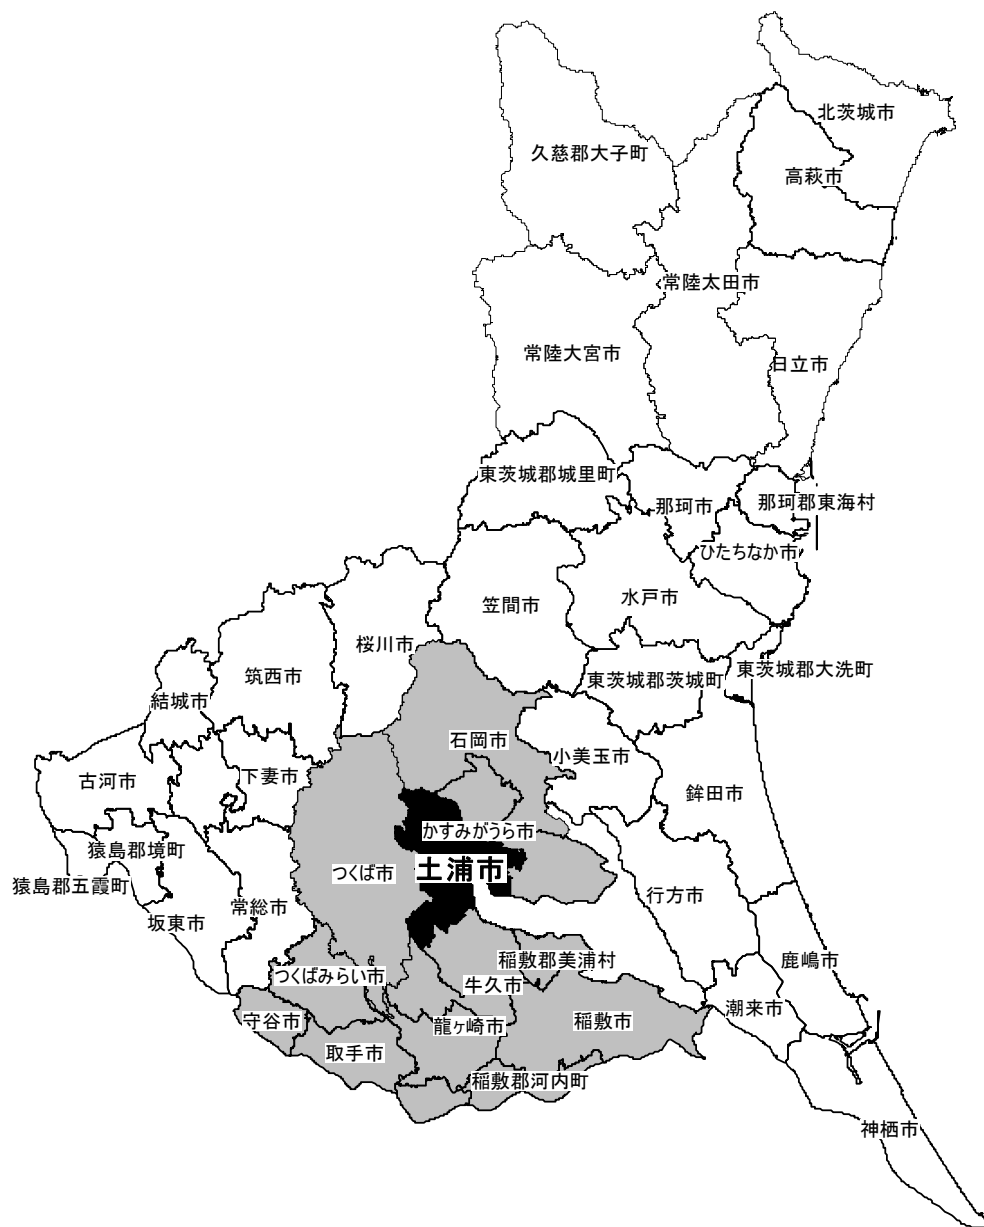 北茨城市
久慈郡大子町
高萩市
常陸太田市
常陸大宮市
日立市
東茨城郡城里町
那珂市
那珂郡東海村
ひたちなか市
笠間市
水戸市
桜川市
筑西市
東茨城郡茨城町
東茨城郡大洗町
結城市
石岡市
小美玉市
古河市
下妻市
鉾田市
かすみがうら市
猿島郡境町
つくば市
土浦市
猿島郡五霞町
行方市
常総市
坂東市
稲敷郡美浦村
鹿嶋市
つくばみらい市
牛久市
潮来市
守谷市
龍ヶ崎市
稲敷市
取手市
稲敷郡河内町
神栖市